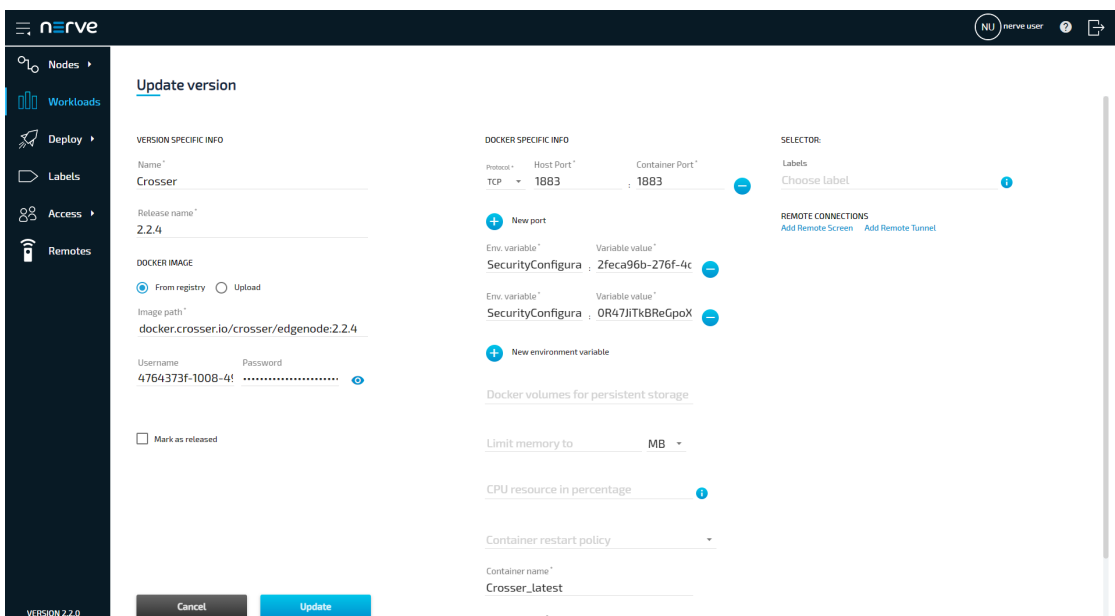 nerve
NU nerve user ?
Nodes
Workloads
Deploy
Labels
Access
Remotes
VERSION 2.2.0
Update version
VERSION SPECIFIC INFO
Name*
Crosser
Release name*
2.2.4
DOCKER IMAGE
From registry Upload
Image path*
docker.crosser.io/crosser/edgenode:2.2.4
Username Password
4764373f-1008-49 ••••••••••••••••••••••
Mark as released
Cancel Update
DOCKER SPECIFIC INFO
Protocol* Host Port* Container Port*
TCP 1883 : 1883
New port
Env. variable* Variable value*
SecurityConfigura : 2feca96b-276f-4c
Env. variable* Variable value*
SecurityConfigura : 0R47JiTkBReGpoX
New environment variable
Docker volumes for persistent storage
Limit memory to MB
CPU resource in percentage
Container restart policy
Container name*
Crosser_latest
SELECTOR:
Labels
Choose label
REMOTE CONNECTIONS
Add Remote Screen Add Remote Tunnel